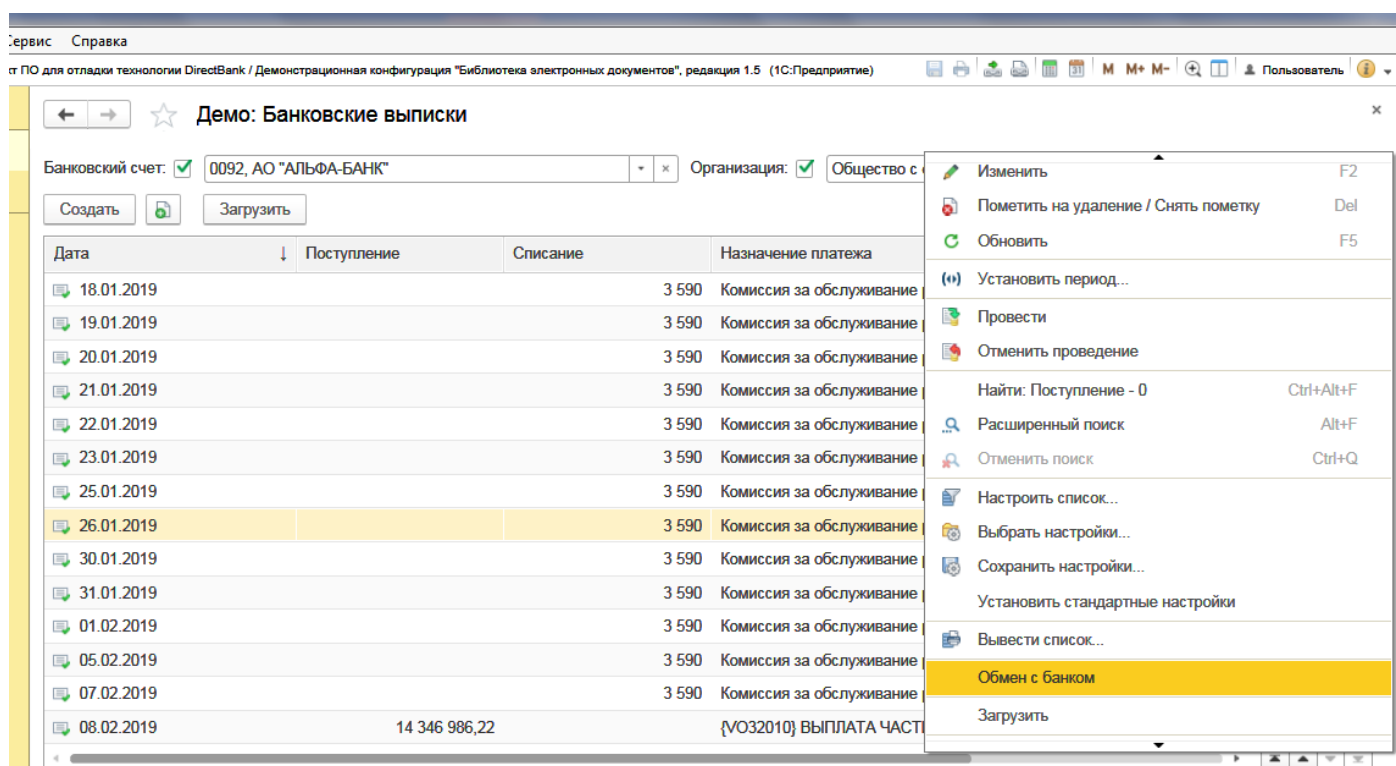 Сервис Справка
кт ПО для отладки технологии DirectBank / Демонстрационная конфигурация "Библиотека электронных документов", редакция 1.5 (1С:Предприятие) 31 M M+ M- Пользователь
Демо: Банковские выписки
Банковский счет: 0092, АО "АЛЬФА-БАНК" Организация: Общество с
Создать Загрузить
Дата Поступление Списание Назначение платежа
18.01.2019 3 590 Комиссия за обслуживание
19.01.2019 3 590 Комиссия за обслуживание
20.01.2019 3 590 Комиссия за обслуживание
21.01.2019 3 590 Комиссия за обслуживание
22.01.2019 3 590 Комиссия за обслуживание
23.01.2019 3 590 Комиссия за обслуживание
25.01.2019 3 590 Комиссия за обслуживание
26.01.2019 3 590 Комиссия за обслуживание
30.01.2019 3 590 Комиссия за обслуживание
31.01.2019 3 590 Комиссия за обслуживание
01.02.2019 3 590 Комиссия за обслуживание
05.02.2019 3 590 Комиссия за обслуживание
07.02.2019 3 590 Комиссия за обслуживание
08.02.2019 14 346 986,22 {VO32010} ВЫПЛАТА ЧАСТИ
Изменить F2
Пометить на удаление / Снять пометку Del
Обновить F5
Установить период...
Провести
Отменить проведение
Найти: Поступление - 0 Ctrl+Alt+F
Расширенный поиск Alt+F
Отменить поиск Ctrl+Q
Настроить список...
Выбрать настройки...
Сохранить настройки...
Установить стандартные настройки
Вывести список...
Обмен с банком
Загрузить